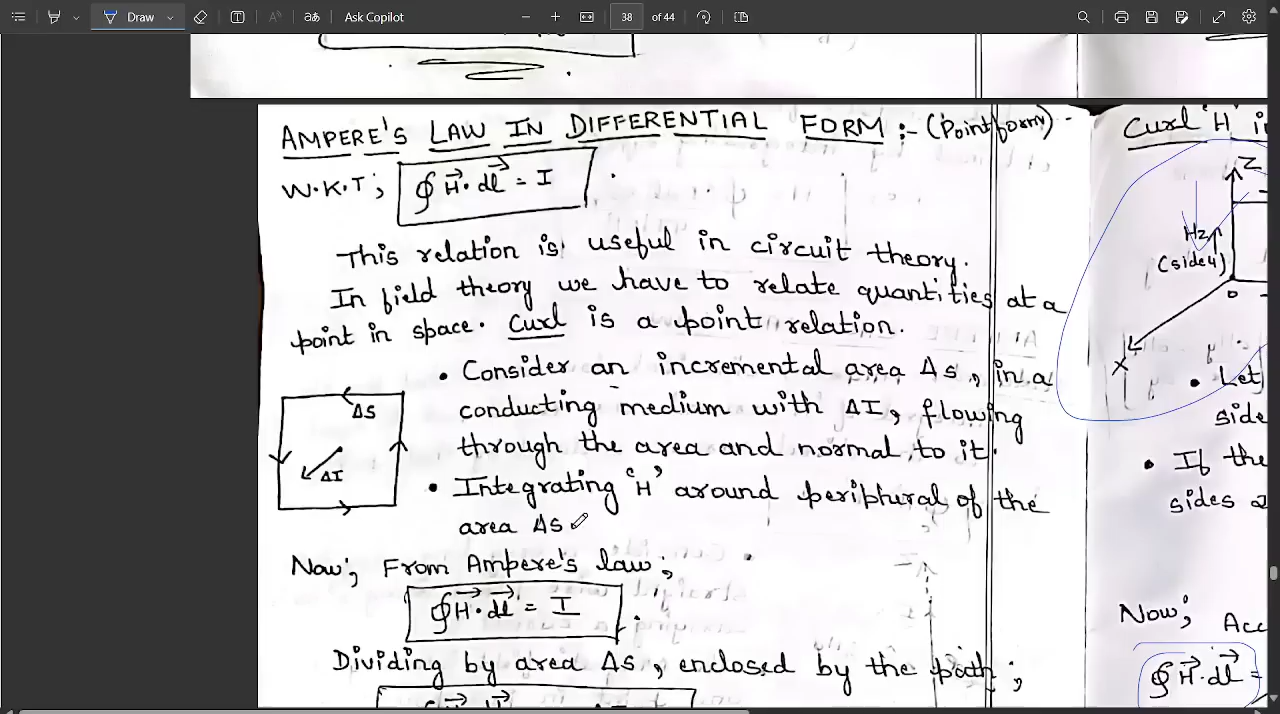 Draw
Ask Copilot
38 of 44
AMPERE'S LAW IN DIFFERENTIAL FORM :- (Point form) -
W.K.T; ∮H⃗·dl⃗ = I
This relation is useful in circuit theory.
In field theory we have to relate quantities at a
point in space. Curl is a point relation.
• Consider an incremental area ΔS, in a
conducting medium with ΔI, flowing
through the area and normal to it.
• Integrating 'H' around peripherual of the
area ΔS
ΔS
ΔI
Now; From Ampere's law;
∮H⃗·dl⃗ = I
Dividing by area ΔS, enclosed by the path;
Curl 'H' i
Z
Hz
(side 4)
0
X
• Let
side
• If the
sides a
Now; Acc
∮H⃗·dl⃗ =